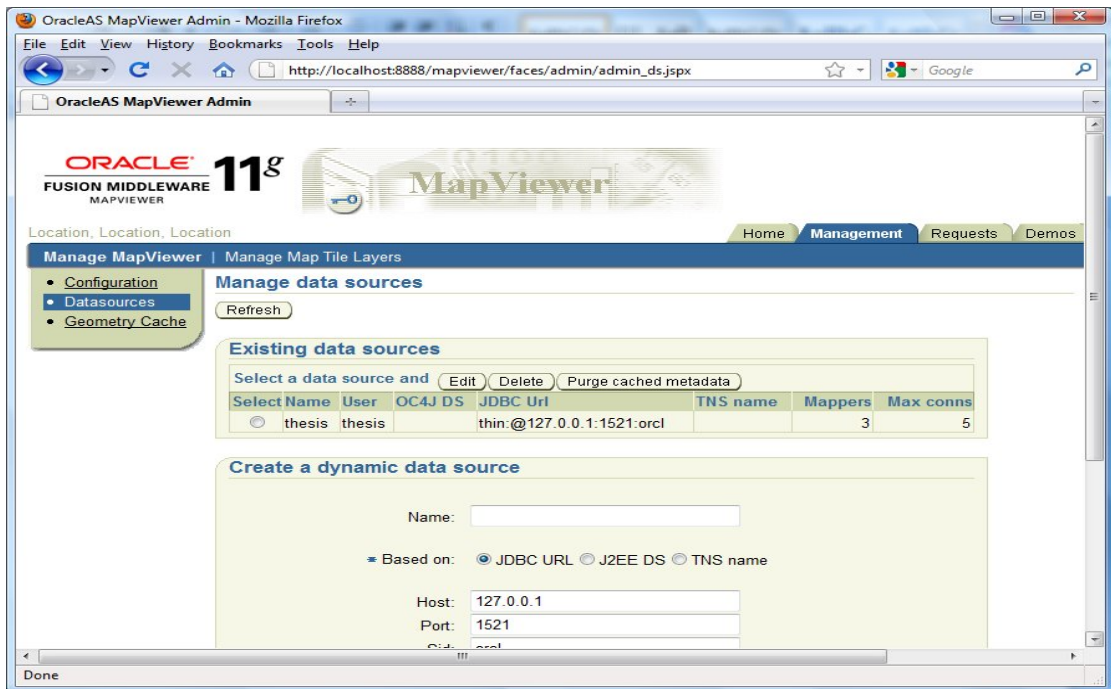 OracleAS MapViewer Admin - Mozilla Firefox
File Edit View History Bookmarks Tools Help
http://localhost:8888/mapviewer/faces/admin/admin_ds.jspx
Google
OracleAS MapViewer Admin
ORACLE
FUSION MIDDLEWARE
MAPVIEWER
11g
MapViewer
Location, Location, Location
Home Management Requests Demos
Manage MapViewer | Manage Map Tile Layers
Configuration
Datasources
Geometry Cache
Manage data sources
Refresh
Existing data sources
Select a data source and Edit Delete Purge cached metadata
Select Name User OC4J DS JDBC Url TNS name Mappers Max conns
thesis thesis thin:@127.0.0.1:1521:orcl 3 5
Create a dynamic data source
Name:
* Based on: JDBC URL J2EE DS TNS name
Host: 127.0.0.1
Port: 1521
Sid: orcl
Done